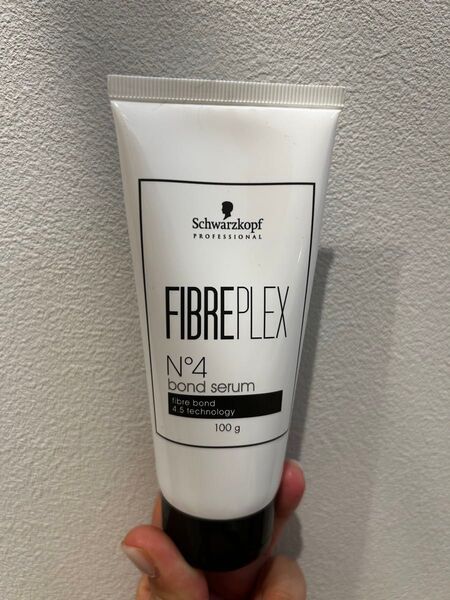 Schwarzkopf
PROFESSIONAL
FIBREPLEX
N°4
bond serum
fibre bond
4.5 technology
100 g